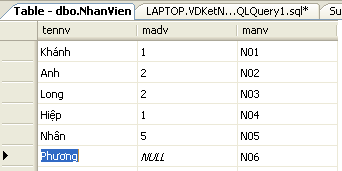 Table - dbo.NhanVien LAPTOP.VDKetN...QLQuery1.sql* Su
tennv madv manv
Khánh 1 N01
Anh 2 N02
Long 2 N03
Hiệp 1 N04
Nhân 5 N05
Phương NULL N06